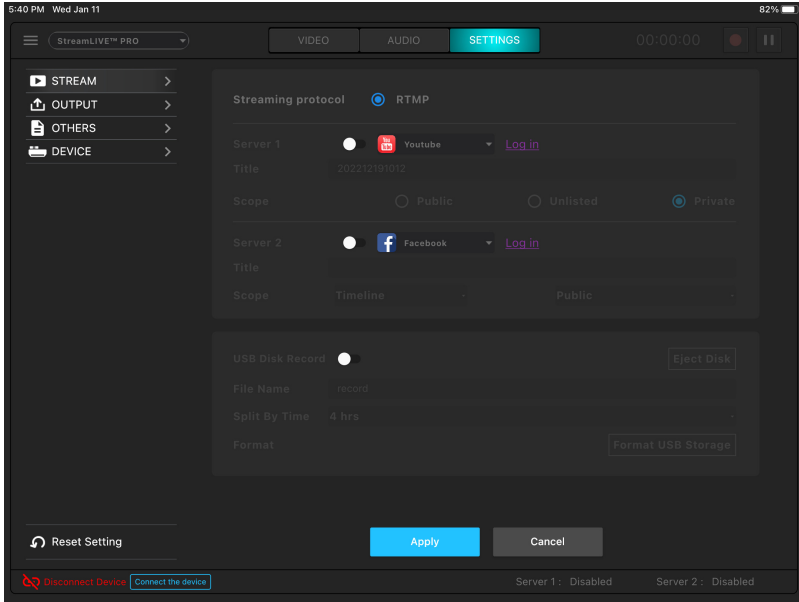 5:40 PM Wed Jan 11 82%
StreamLIVE™ PRO VIDEO AUDIO SETTINGS 00:00:00
STREAM
OUTPUT
OTHERS
DEVICE
Streaming protocol RTMP
Server 1 You Tube Youtube Log in
Title 202212191012
Scope Public Unlisted Private
Server 2 f Facebook Log in
Title
Scope Timeline - Public -
USB Disk Record Eject Disk
File Name record
Split By Time 4 hrs -
Format Format USB Storage
Reset Setting Apply Cancel
Disconnect Device Connect the device Server 1 : Disabled Server 2 : Disabled